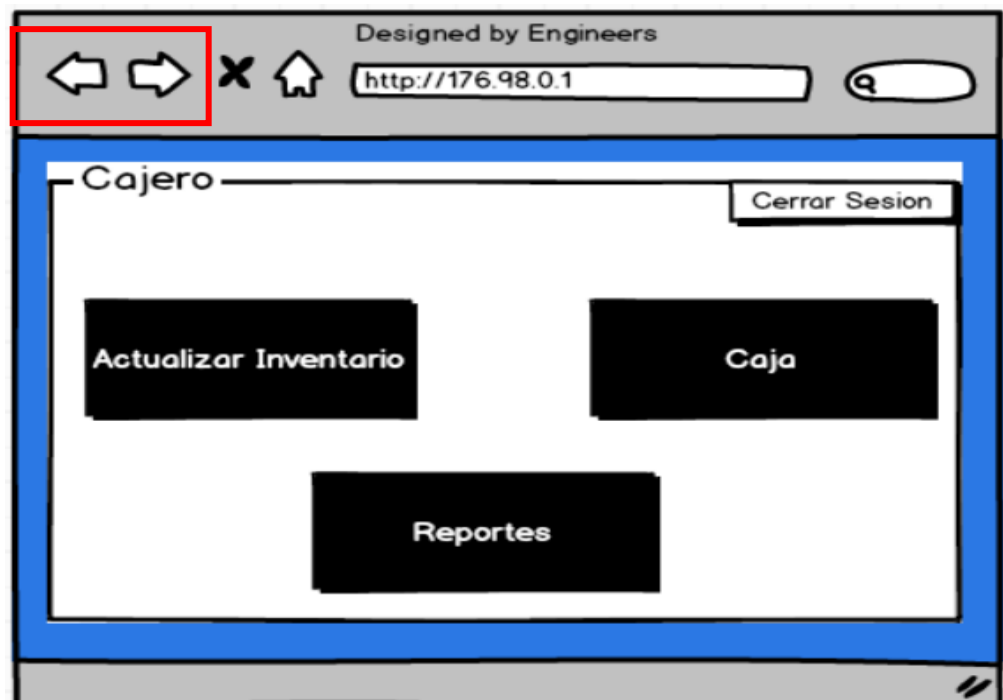 Designed by Engineers
http://176.98.0.1
Cajero
Cerrar Sesion
Actualizar Inventario
Caja
Reportes